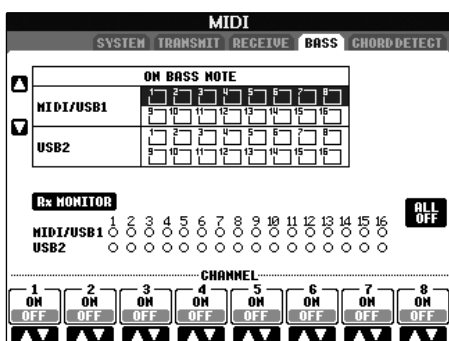 MIDI
SYSTEM TRANSMIT RECEIVE BASS CHORD DETECT
ON BASS NOTE
MIDI/USB1
1 2 3 4 5 6 7 8
9 10 11 12 13 14 15 16
USB2
1 2 3 4 5 6 7 8
9 10 11 12 13 14 15 16
Rx MONITOR
ALL OFF
1 2 3 4 5 6 7 8 9 10 11 12 13 14 15 16
MIDI/USB1
USB2
CHANNEL
1 2 3 4 5 6 7 8
ON ON ON ON ON ON ON ON
OFF OFF OFF OFF OFF OFF OFF OFF